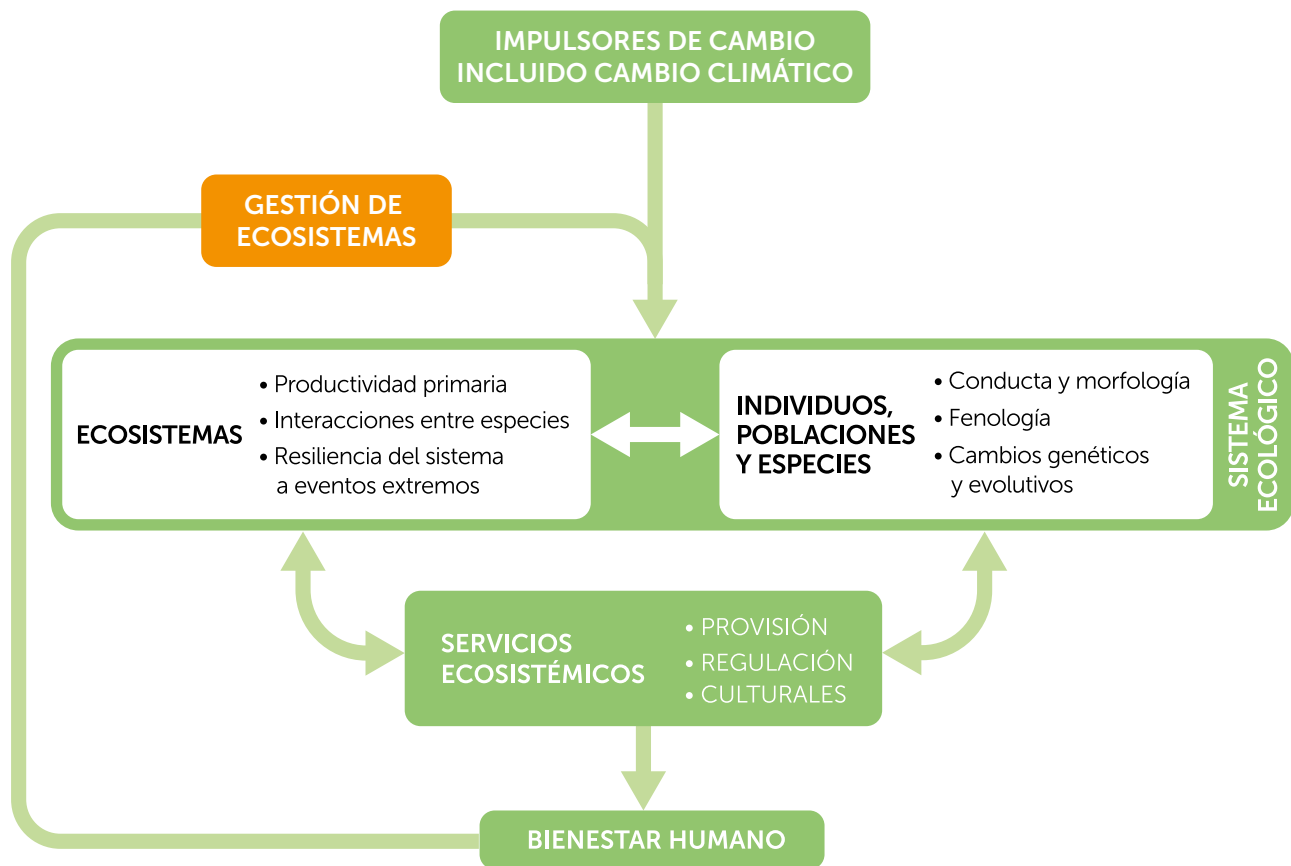 IMPULSORES DE CAMBIO
INCLUIDO CAMBIO CLIMÁTICO
GESTIÓN DE
ECOSISTEMAS
ECOSISTEMAS
• Productividad primaria
• Interacciones entre especies
• Resiliencia del sistema
a eventos extremos
INDIVIDUOS,
POBLACIONES
Y ESPECIES
• Conducta y morfología
• Fenología
• Cambios genéticos
y evolutivos
SISTEMA
ECOLÓGICO
SERVICIOS
ECOSISTÉMICOS
• PROVISIÓN
• REGULACIÓN
• CULTURALES
BIENESTAR HUMANO